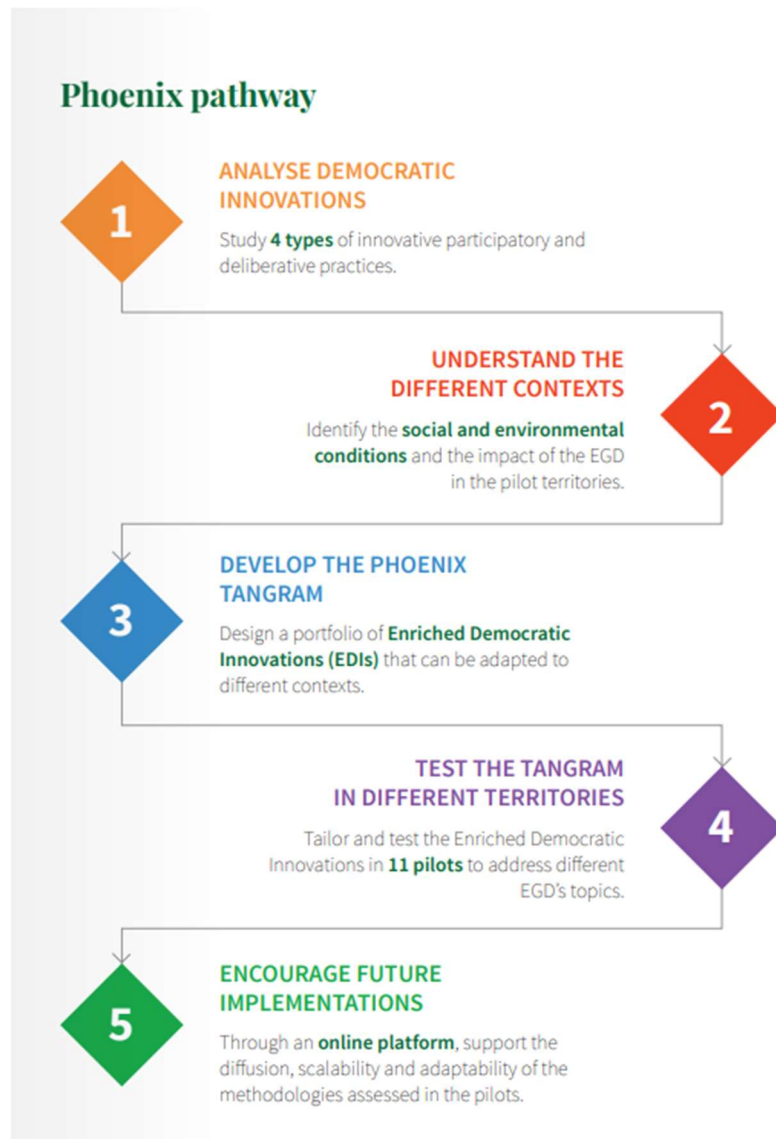 Phoenix pathway
1
ANALYSE DEMOCRATIC
INNOVATIONS
Study 4 types of innovative participatory and
deliberative practices.
UNDERSTAND THE
DIFFERENT CONTEXTS
2
Identify the social and environmental
conditions and the impact of the EGD
in the pilot territories.
3
DEVELOP THE PHOENIX
TANGRAM
Design a portfolio of Enriched Democratic
Innovations (EDIs) that can be adapted to
different contexts.
TEST THE TANGRAM
IN DIFFERENT TERRITORIES
4
Tailor and test the Enriched Democratic
Innovations in 11 pilots to address different
EGD's topics.
5
ENCOURAGE FUTURE
IMPLEMENTATIONS
Through an online platform, support the
diffusion, scalability and adaptability of the
methodologies assessed in the pilots.